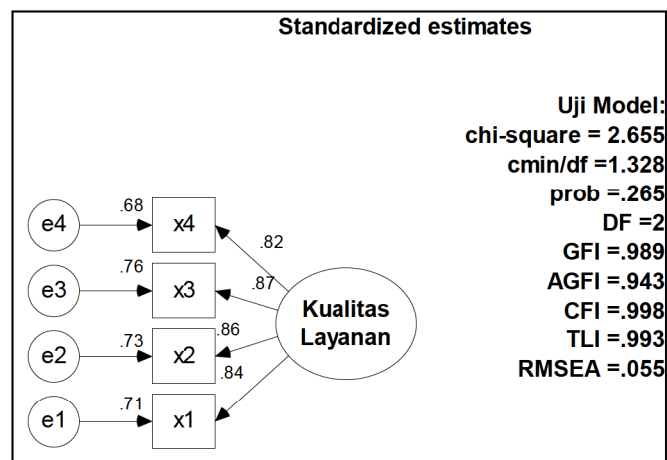 Standardized estimates
Uji Model:
chi-square = 2.655
cmin/df =1.328
prob =.265
DF =2
GFI =.989
AGFI =.943
CFI =.998
TLI =.993
RMSEA =.055
e4 .68 x4 .82
e3 .76 x3 .87
e2 .73 x2 .86
e1 .71 x1 .84
Kualitas
Layanan